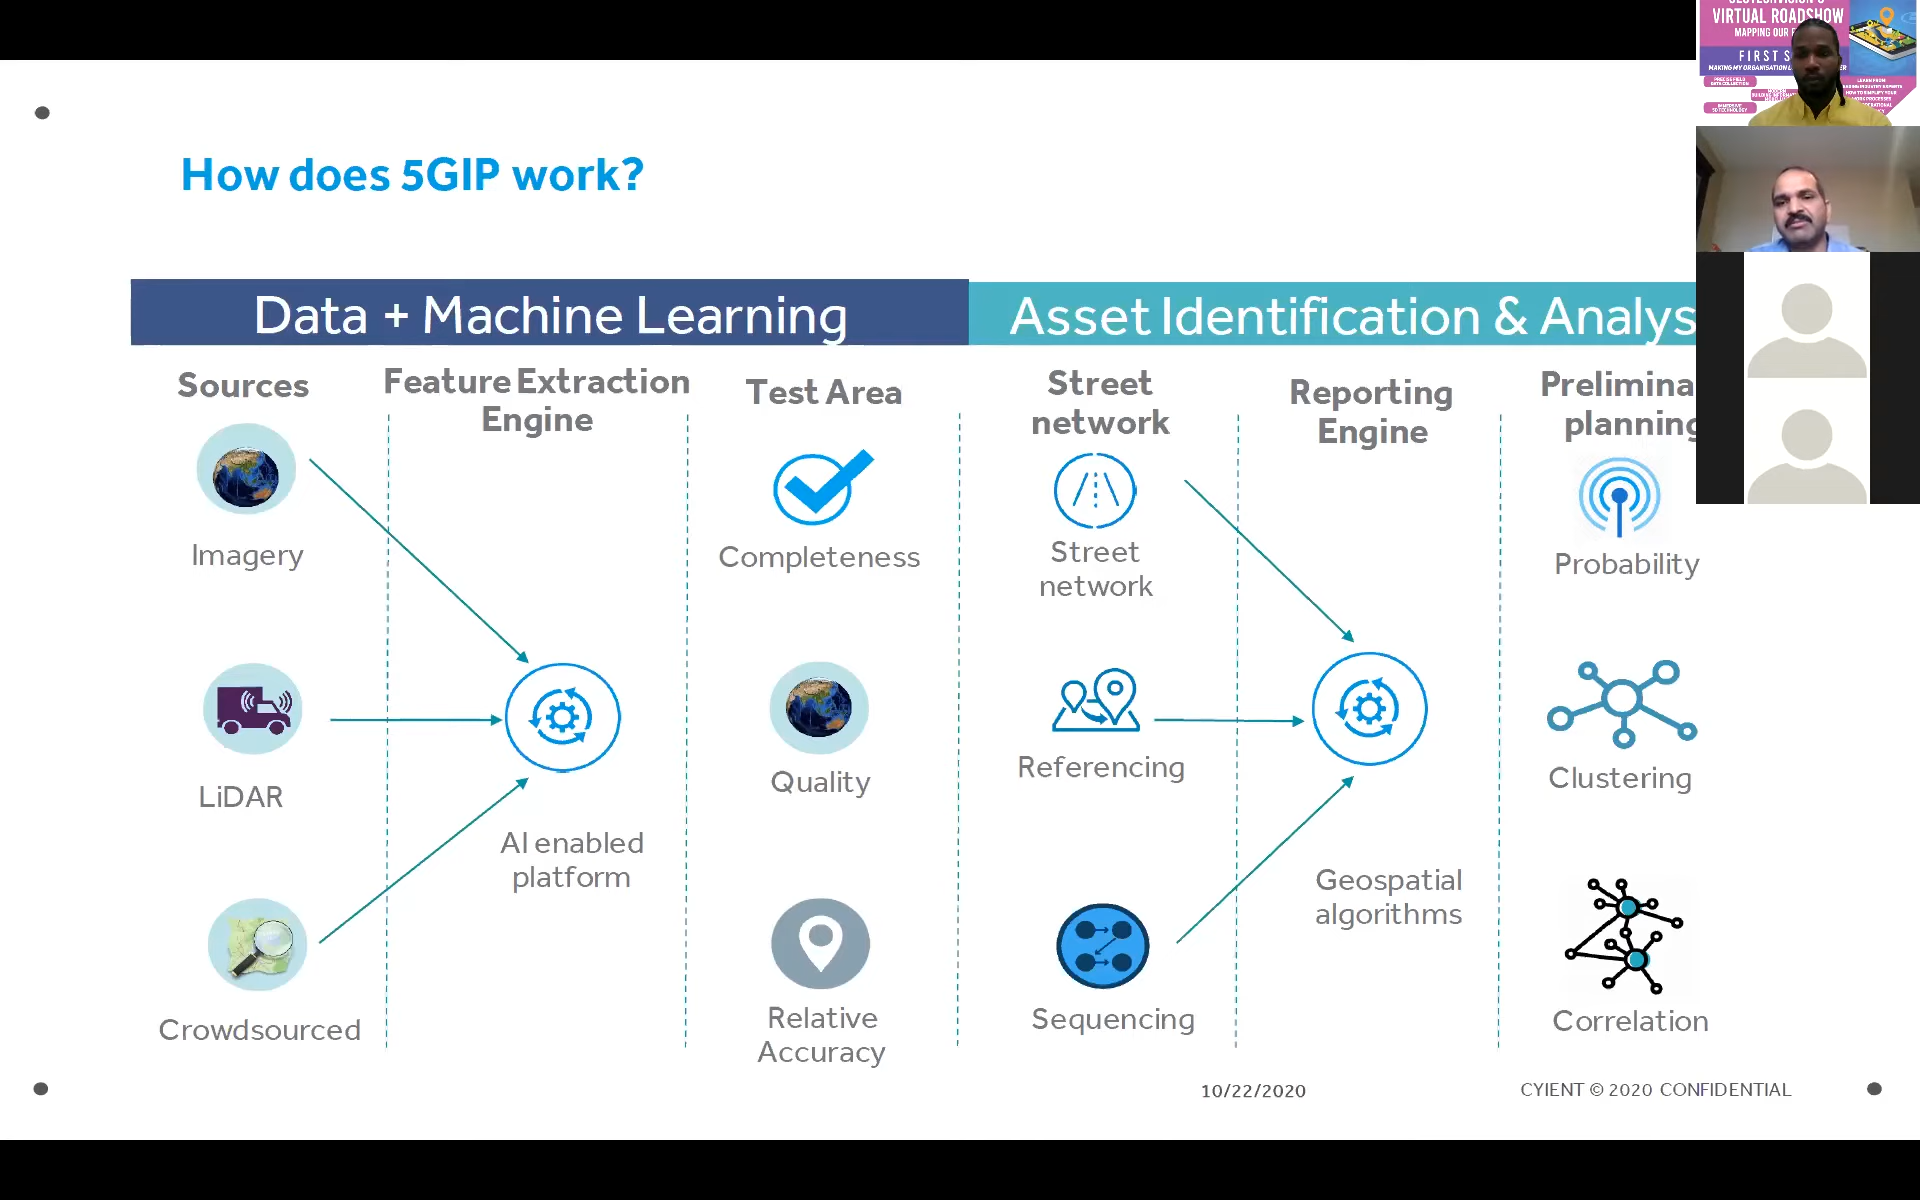 VIRTUAL ROADSHOW
MAPPING OUR
FIRST
How does 5GIP work?
Data + Machine Learning
Asset Identification & Analys
Sources
Feature Extraction
Engine
Test Area
Street
network
Reporting
Engine
Prelimina
planning
Imagery
Completeness
Street
network
Probability
LiDAR
Quality
Referencing
Clustering
AI enabled
platform
Geospatial
algorithms
Crowdsourced
Relative
Accuracy
Sequencing
Correlation
10/22/2020
CYIENT © 2020 CONFIDENTIAL